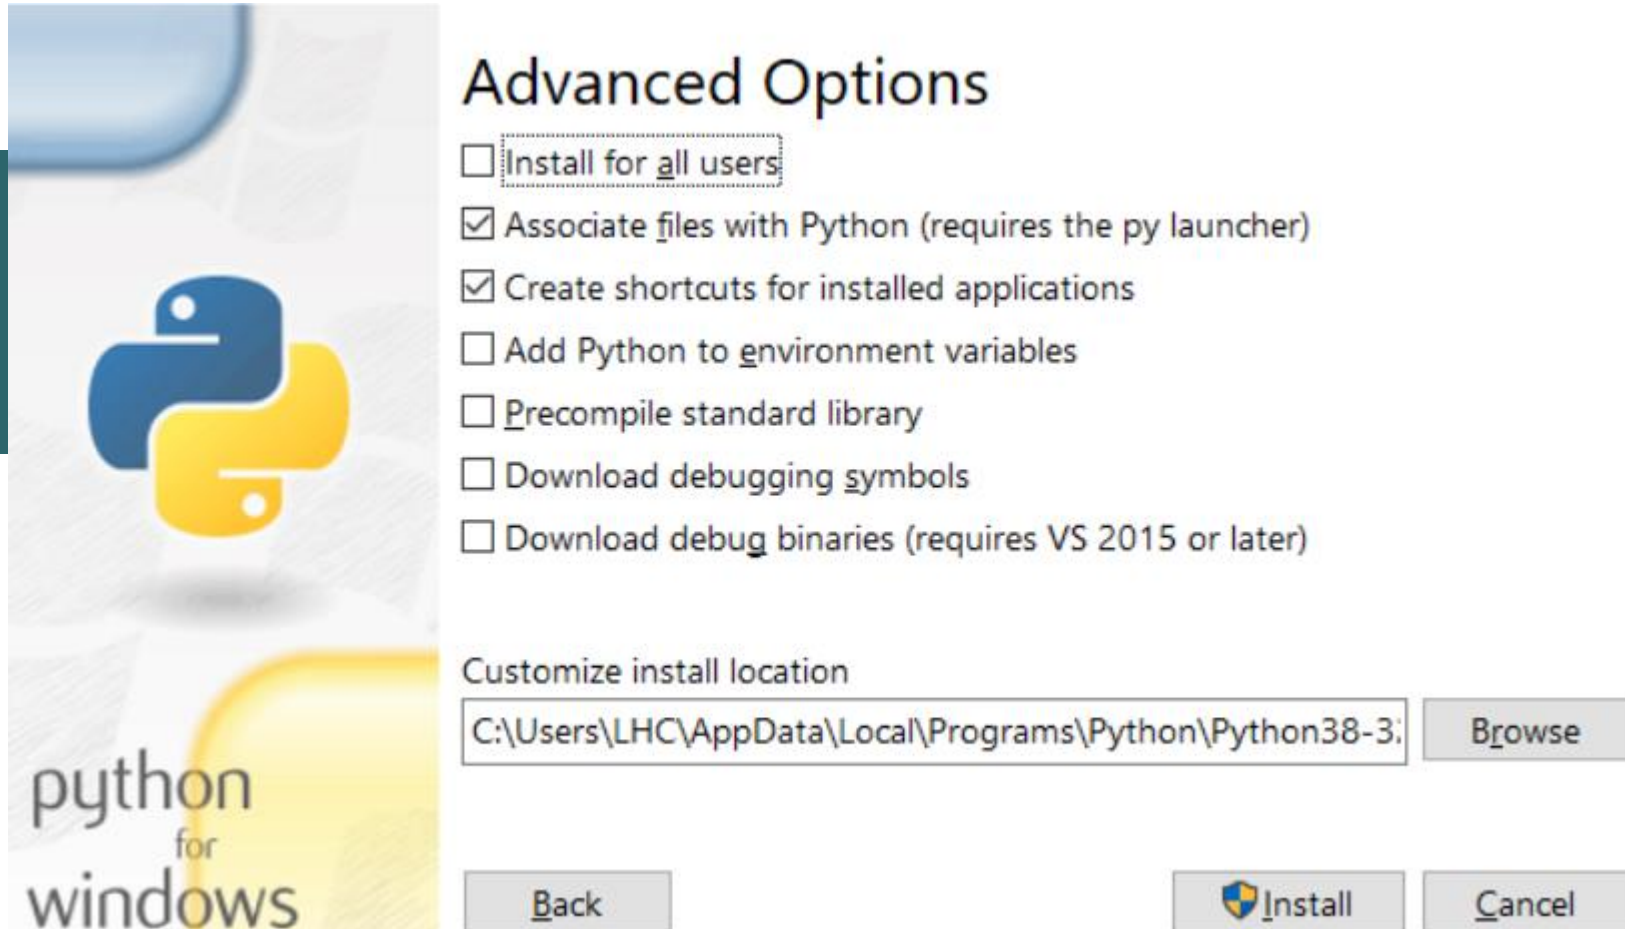 Advanced Options
Install for all users
Associate files with Python (requires the py launcher)
Create shortcuts for installed applications
Add Python to environment variables
Precompile standard library
Download debugging symbols
Download debug binaries (requires VS 2015 or later)
Customize install location
C:\Users\LHC\AppData\Local\Programs\Python\Python38-3
Browse
python
for
windows
Back
Install
Cancel